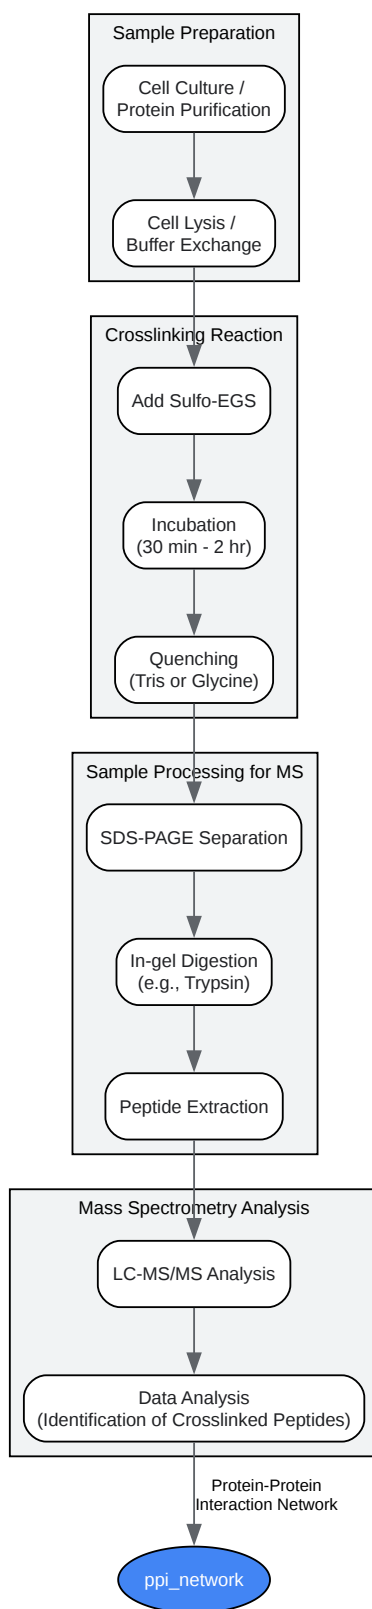 Sample Preparation
Cell Culture /
Protein Purification
Cell Lysis /
Buffer Exchange
Crosslinking Reaction
Add Sulfo-EGS
Incubation
(30 min - 2 hr)
Quenching
(Tris or Glycine)
Sample Processing for MS
SDS-PAGE Separation
In-gel Digestion
(e.g., Trypsin)
Peptide Extraction
Mass Spectrometry Analysis
LC-MS/MS Analysis
Data Analysis
(Identification of Crosslinked Peptides)
Protein-Protein
Interaction Network
ppi_network